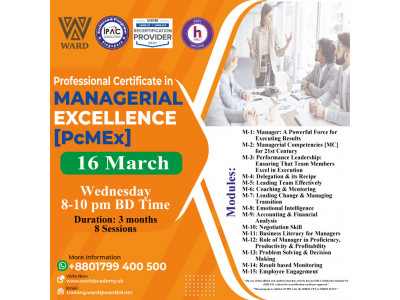 WARD
IPAC
SHRM
RECERTIFICATION
PROVIDER
h
Professional Certificate in
MANAGERIAL
EXCELLENCE
[PcMEx]
16 March
Wednesday
8-10 pm BD Time
Duration: 3 months
8 Sessions
More information
+8801799 400 500
Modules:
M-1: Manager: A Powerful Force for
Executing Results
M-2: Managerial Competencies [MC]
for 21st Century
M-3: Performance Leadership:
Ensuring That Team Members
Excel in Execution
M-4: Delegation & its Recipe
M-5: Leading Team Effectively
M-6: Coaching & Mentoring
M-7: Leading Change & Managing
Transition
M-8: Emotional Intelligence
M-9: Accounting & Financial
Analysis
M-10: Negotiation Skill
M-11: Business Literacy for Managers
M-12: Role of Manager in Proficiency,
Productivity & Profitability
M-13: Problem Solving & Decision
Making
M-14: Result based Monitoring
M-15: Employee Engagement